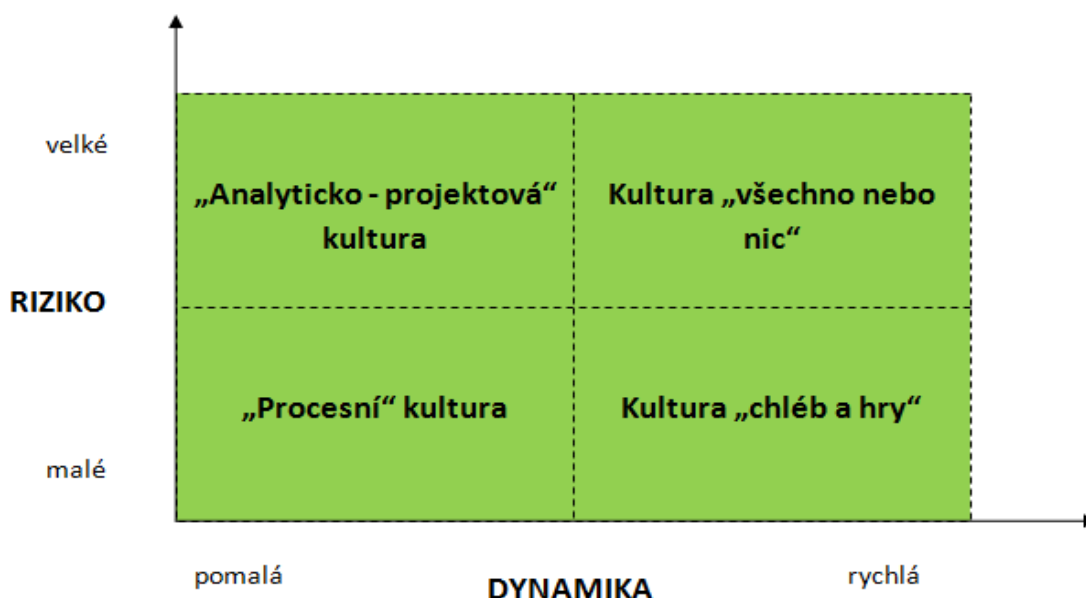 velké
„Analyticko - projektová“
kultura
Kultura „všechno nebo
nic“
RIZIKO
„Procesní“ kultura
Kultura „chléb a hry“
malé
pomalá
DYNAMIKA
rychlá